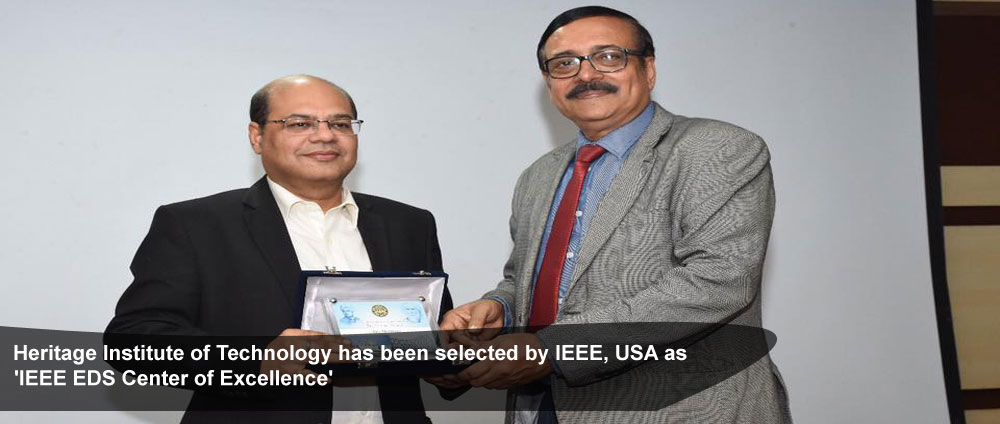 Heritage Institute of Technology has been selected by IEEE, USA as
'IEEE EDS Center of Excellence'